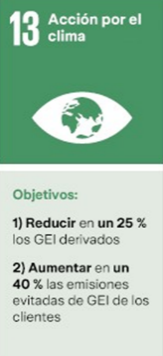 13 Acción por el
clima
Objetivos:
1) Reducir en un 25 %
los GEI derivados
2) Aumentar en un
40 % las emisiones
evitadas de GEI de los
clientes